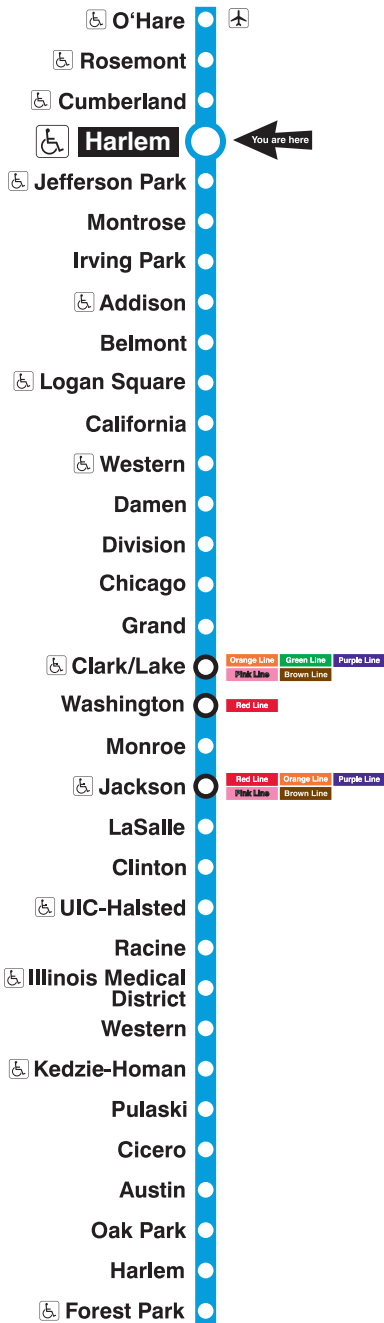 O‘Hare
Rosemont
Cumberland
Harlem
You are here
Jefferson Park
Montrose
Irving Park
Addison
Belmont
Logan Square
California
Western
Damen
Division
Chicago
Grand
Clark/Lake
Orange Line Green Line Purple Line
Pink Line Brown Line
Washington
Red Line
Monroe
Jackson
Red Line Orange Line Purple Line
Pink Line Brown Line
LaSalle
Clinton
UIC-Halsted
Racine
Illinois Medical
District
Western
Kedzie-Homan
Pulaski
Cicero
Austin
Oak Park
Harlem
Forest Park